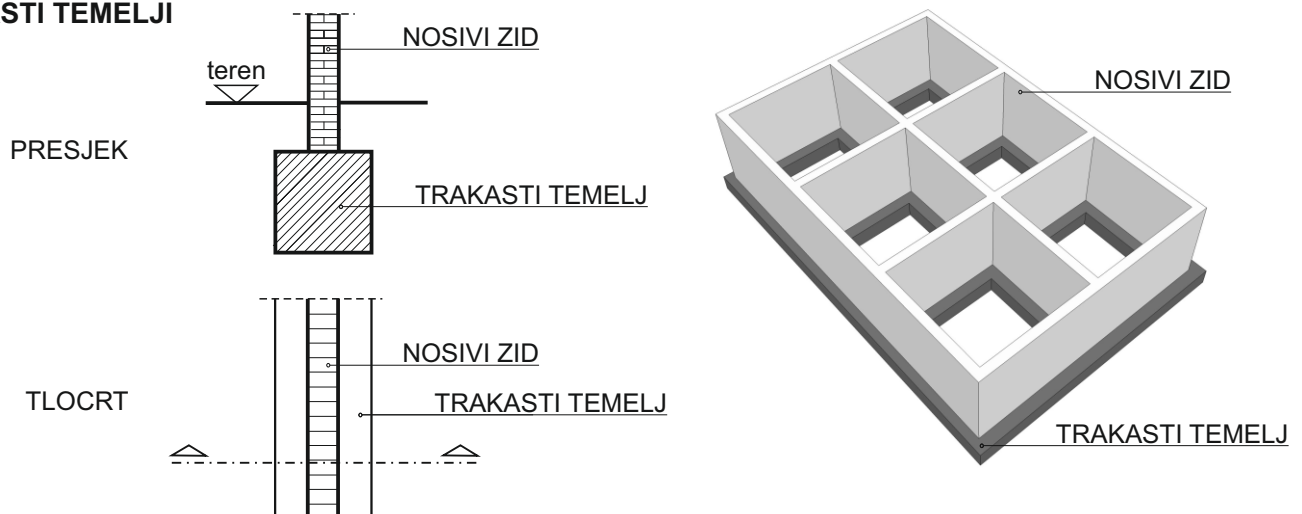 STI TEMELJI
NOSIVI ZID
teren
PRESJEK
TRAKASTI TEMELJ
NOSIVI ZID
TLOCRT
TRAKASTI TEMELJ
NOSIVI ZID
TRAKASTI TEMELJ